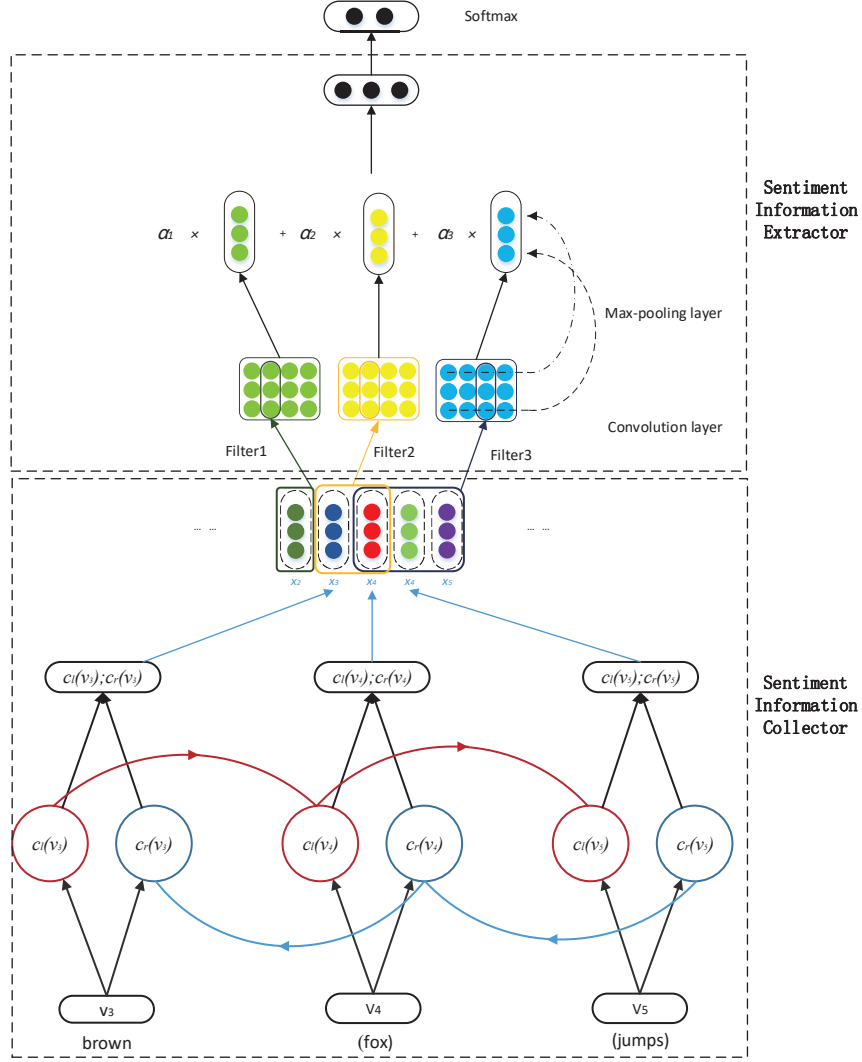 Softmax
Sentiment
Information
Extractor
α1 × + α2 × + α3 ×
Max-pooling layer
Convolution layer
Filter1 Filter2 Filter3
... ... ... ...
x2 x3 x4 x4 x5
cl(v3);cr(v3) cl(v4);cr(v4) cl(v5);cr(v5)
Sentiment
Information
Collector
cl(v3) cr(v3) cl(v4) cr(v4) cl(v5) cr(v5)
v3 V4 V5
brown (fox) (jumps)